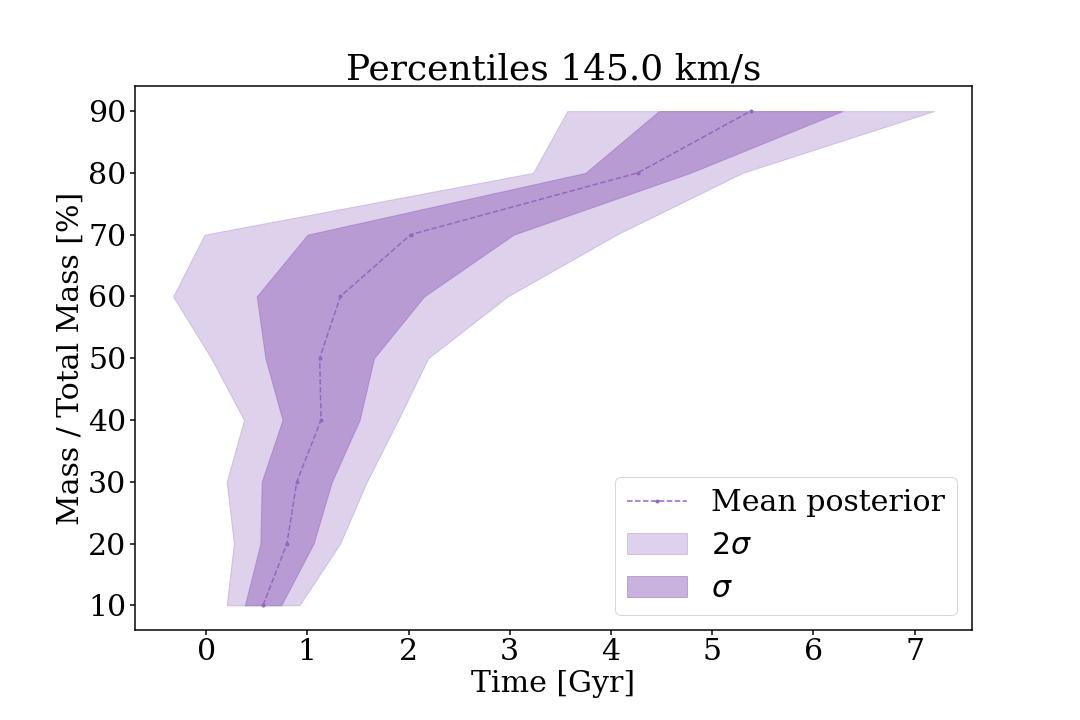 Percentiles 145.0 km/s
Mass / Total Mass [%]
90
80
70
60
50
40
30
20
10
Mean posterior
2σ
σ
0 1 2 3 4 5 6 7
Time [Gyr]